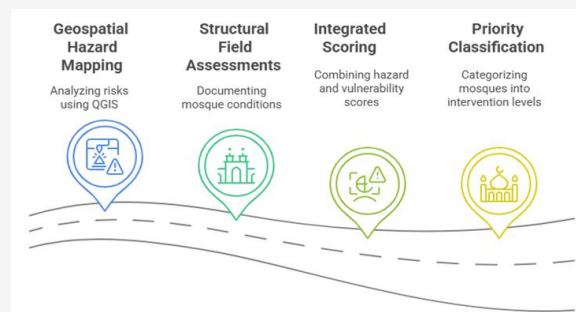 Geospatial
Hazard
Mapping
Analyzing risks
using QGIS
Structural
Field
Assessments
Documenting
mosque conditions
Integrated
Scoring
Combining hazard
and vulnerability
scores
Priority
Classification
Categorizing
mosques into
intervention levels